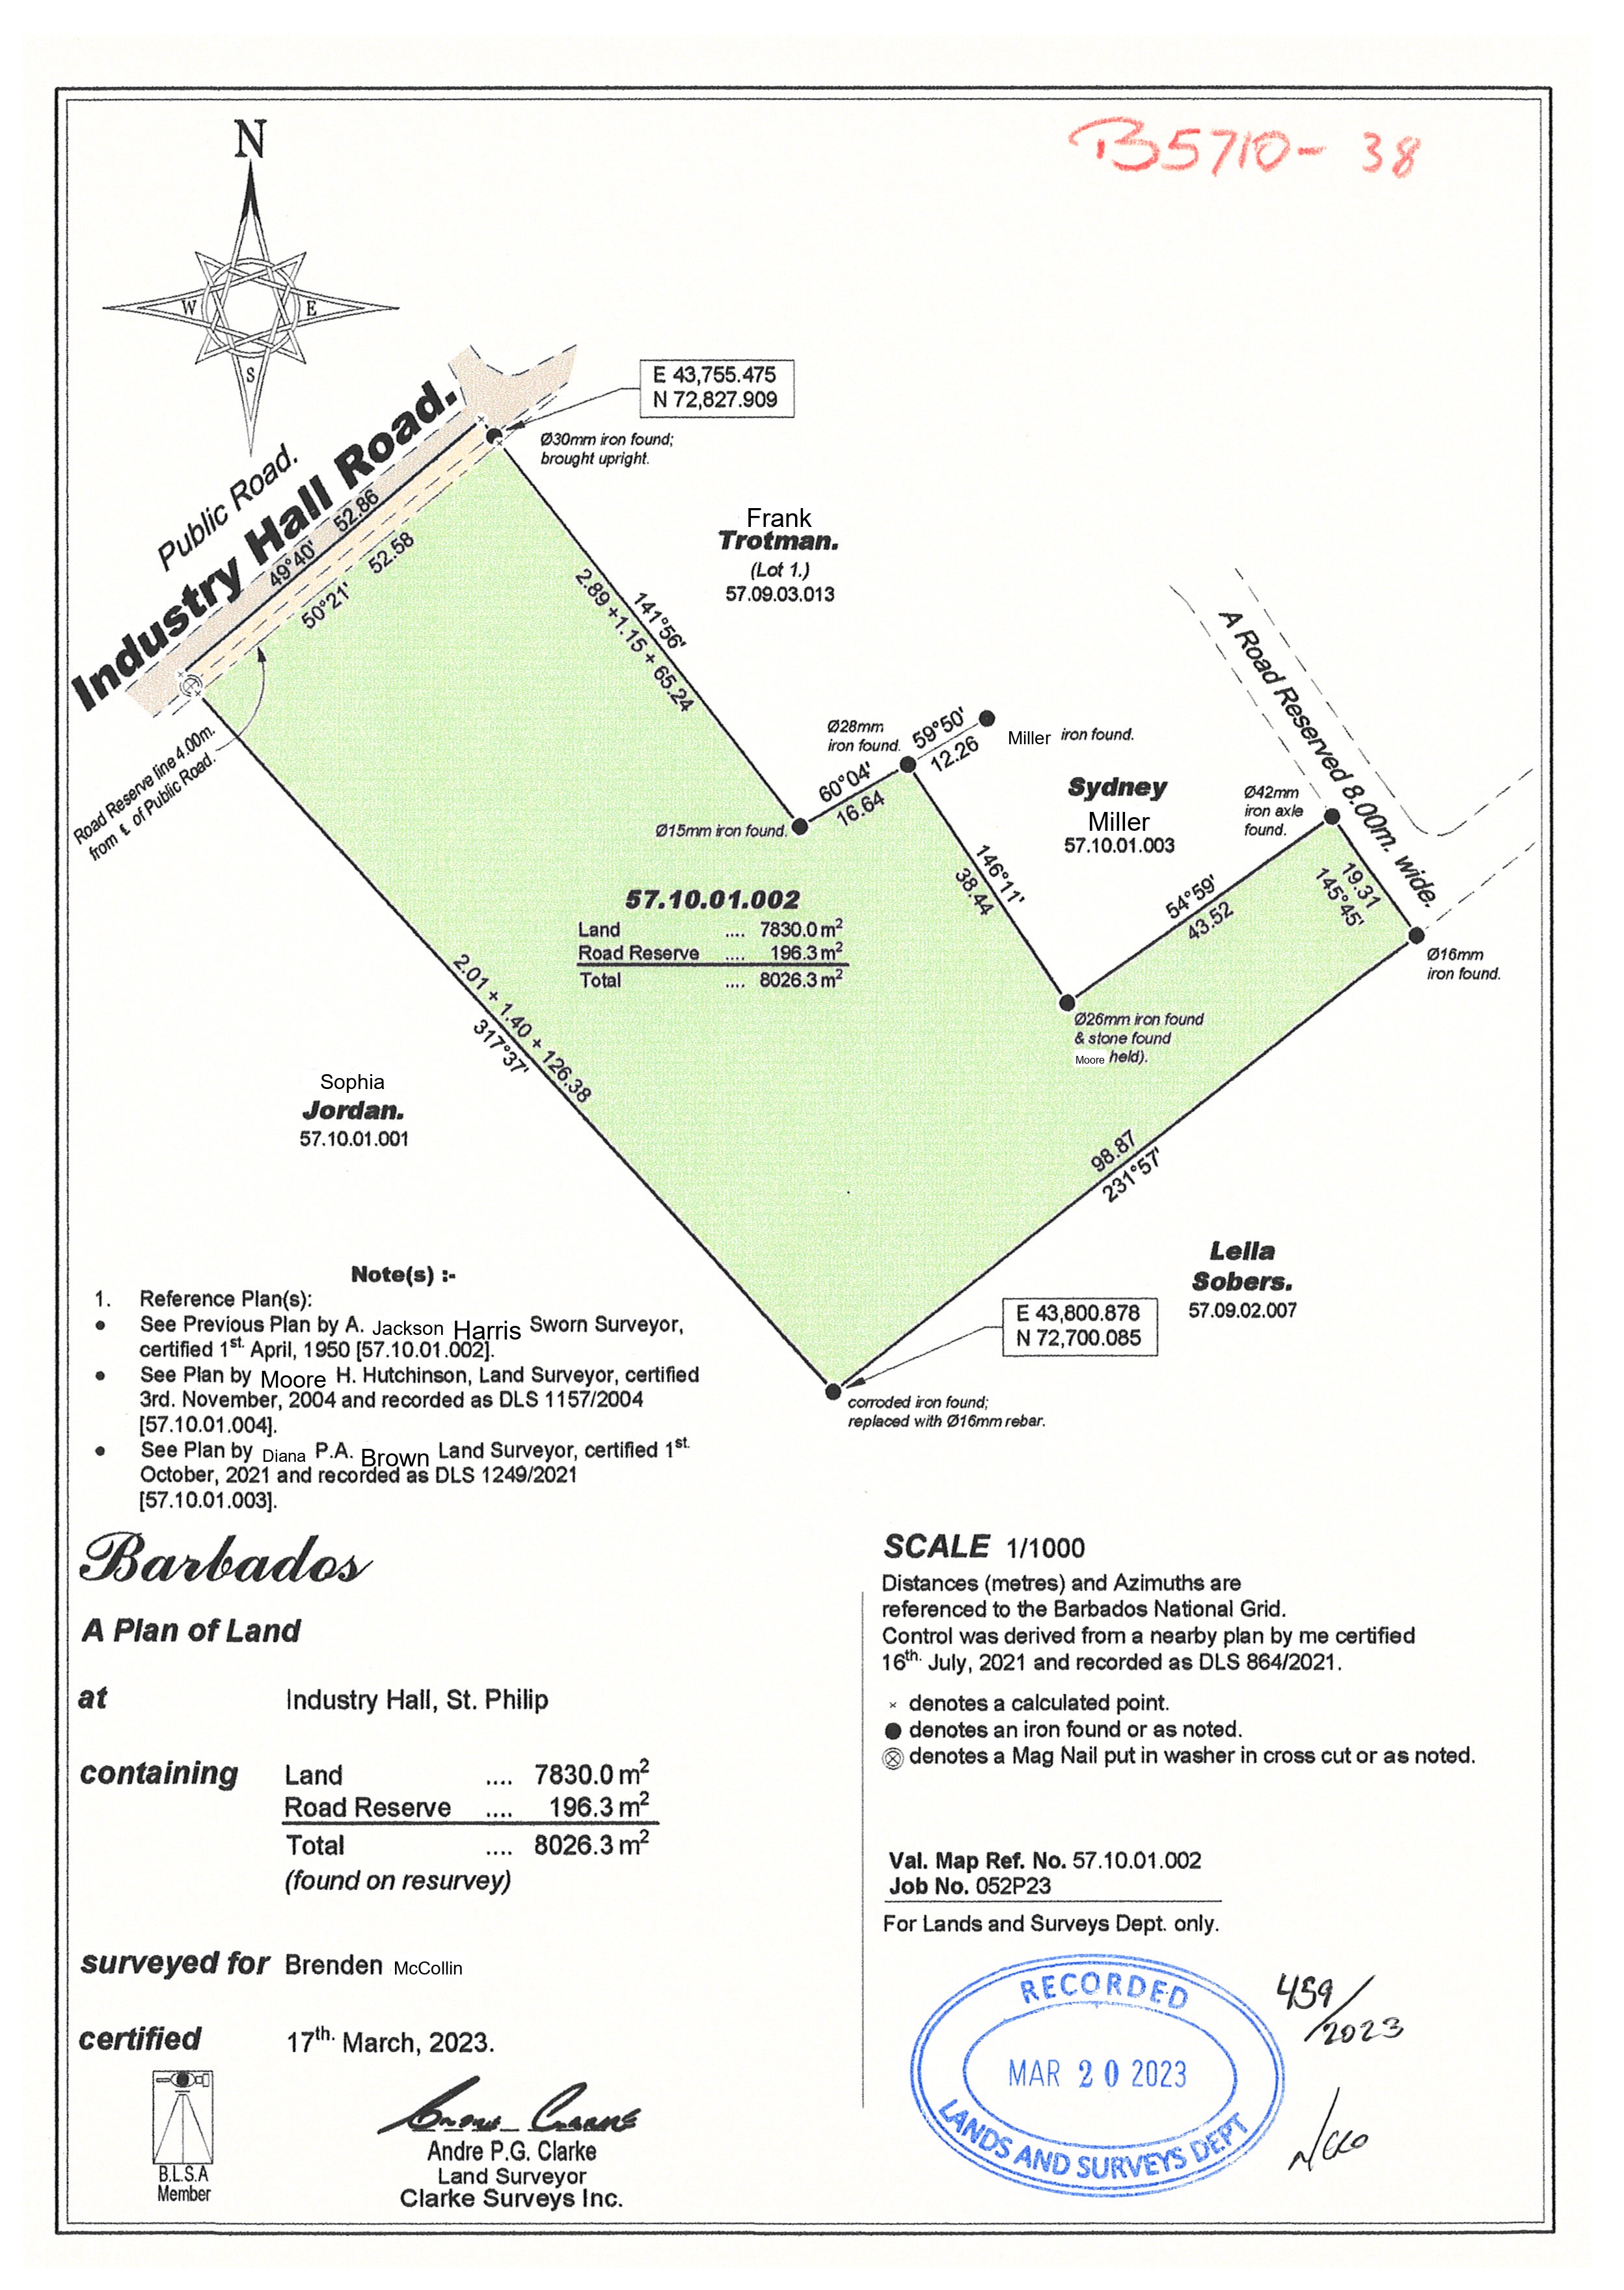 B5710- 38
N
W
E
S
E 43,755.475
N 72,827.909
Ø30mm iron found;
brought upright.
Public Road.
Industry Hall Road.
49°40'
52.86
50°21'
52.58
Road Reserve line 4.00m.
from ℄ of Public Road.
Frank
Trotman.
(Lot 1.)
57.09.03.013
141°56'
2.89 +1.15 + 65.24
A Road Reserved 8.00m. wide.
Ø28mm
iron found.
59°50'
12.26
Miller iron found.
60°04'
16.64
Ø15mm iron found.
Sydney
Miller
57.10.01.003
Ø42mm
iron axle
found.
146°11'
38.44
54°59'
43.52
19.31
145°45'
Ø16mm
iron found.
57.10.01.002
Land .... 7830.0 m²
Road Reserve .... 196.3 m²
Total .... 8026.3 m²
Ø26mm iron found
& stone found
Moore held).
2.01 + 1.40 + 126.38
317°37'
Sophia
Jordan.
57.10.01.001
98.87
231°57'
Lella
Sobers.
57.09.02.007
E 43,800.878
N 72,700.085
corroded iron found;
replaced with Ø16mm rebar.
Note(s) :-
1. Reference Plan(s):
● See Previous Plan by A. Jackson Harris Sworn Surveyor,
certified 1st. April, 1950 [57.10.01.002].
● See Plan by Moore H. Hutchinson, Land Surveyor, certified
3rd. November, 2004 and recorded as DLS 1157/2004
[57.10.01.004].
● See Plan by Diana P.A. Brown Land Surveyor, certified 1st.
October, 2021 and recorded as DLS 1249/2021
[57.10.01.003].
Barbados
A Plan of Land
at Industry Hall, St. Philip
containing Land .... 7830.0 m²
Road Reserve .... 196.3 m²
Total .... 8026.3 m²
(found on resurvey)
surveyed for Brenden McCollin
certified 17th. March, 2023.
B.L.S.A
Member
Andre P.G. Clarke
Land Surveyor
Clarke Surveys Inc.
SCALE 1/1000
Distances (metres) and Azimuths are
referenced to the Barbados National Grid.
Control was derived from a nearby plan by me certified
16th. July, 2021 and recorded as DLS 864/2021.
× denotes a calculated point.
● denotes an iron found or as noted.
denotes a Mag Nail put in washer in cross cut or as noted.
Val. Map Ref. No. 57.10.01.002
Job No. 052P23
For Lands and Surveys Dept. only.
RECORDED
MAR 20 2023
LANDS AND SURVEYS DEPT
459/
2023